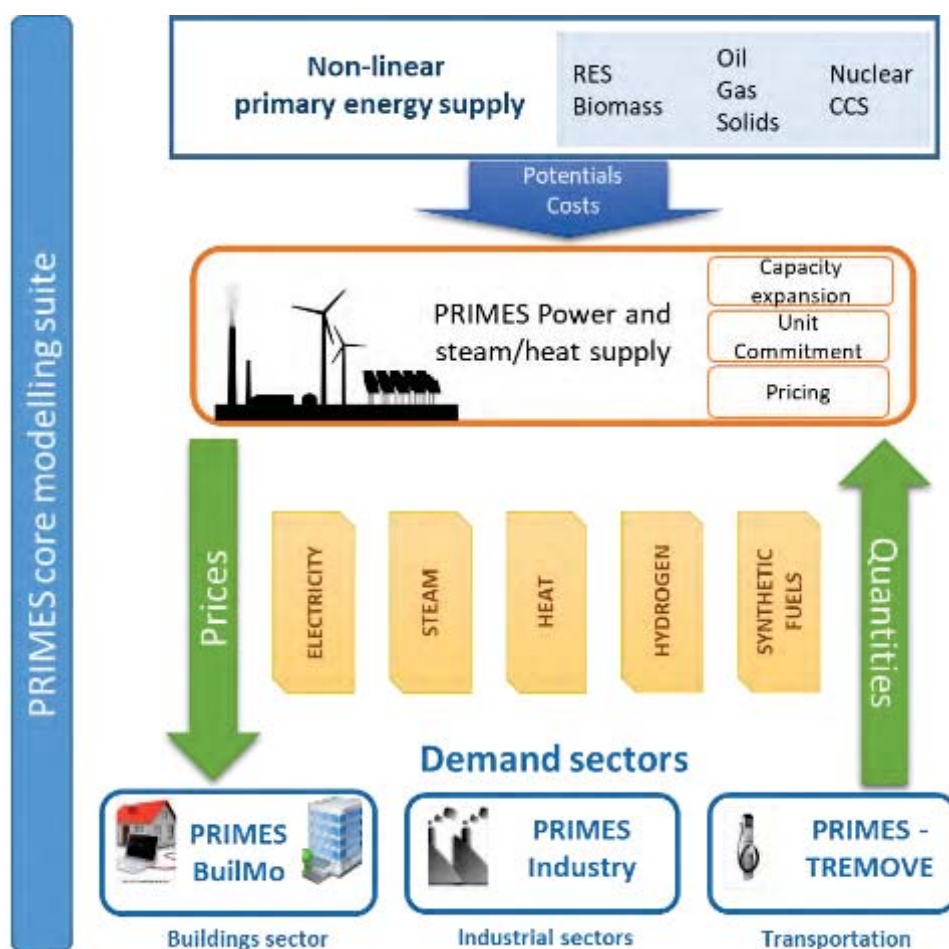 PRIMES core modelling suite
Non-linear
primary energy supply
RES
Biomass
Oil
Gas
Solids
Nuclear
CCS
Potentials
Costs
PRIMES Power and
steam/heat supply
Capacity
expansion
Unit
Commitment
Pricing
Prices
ELECTRICITY
STEAM
HEAT
HYDROGEN
SYNTHETIC
FUELS
Quantities
Demand sectors
PRIMES
BuilMo
PRIMES
Industry
PRIMES -
TREMOVE
Buildings sector
Industrial sectors
Transportation